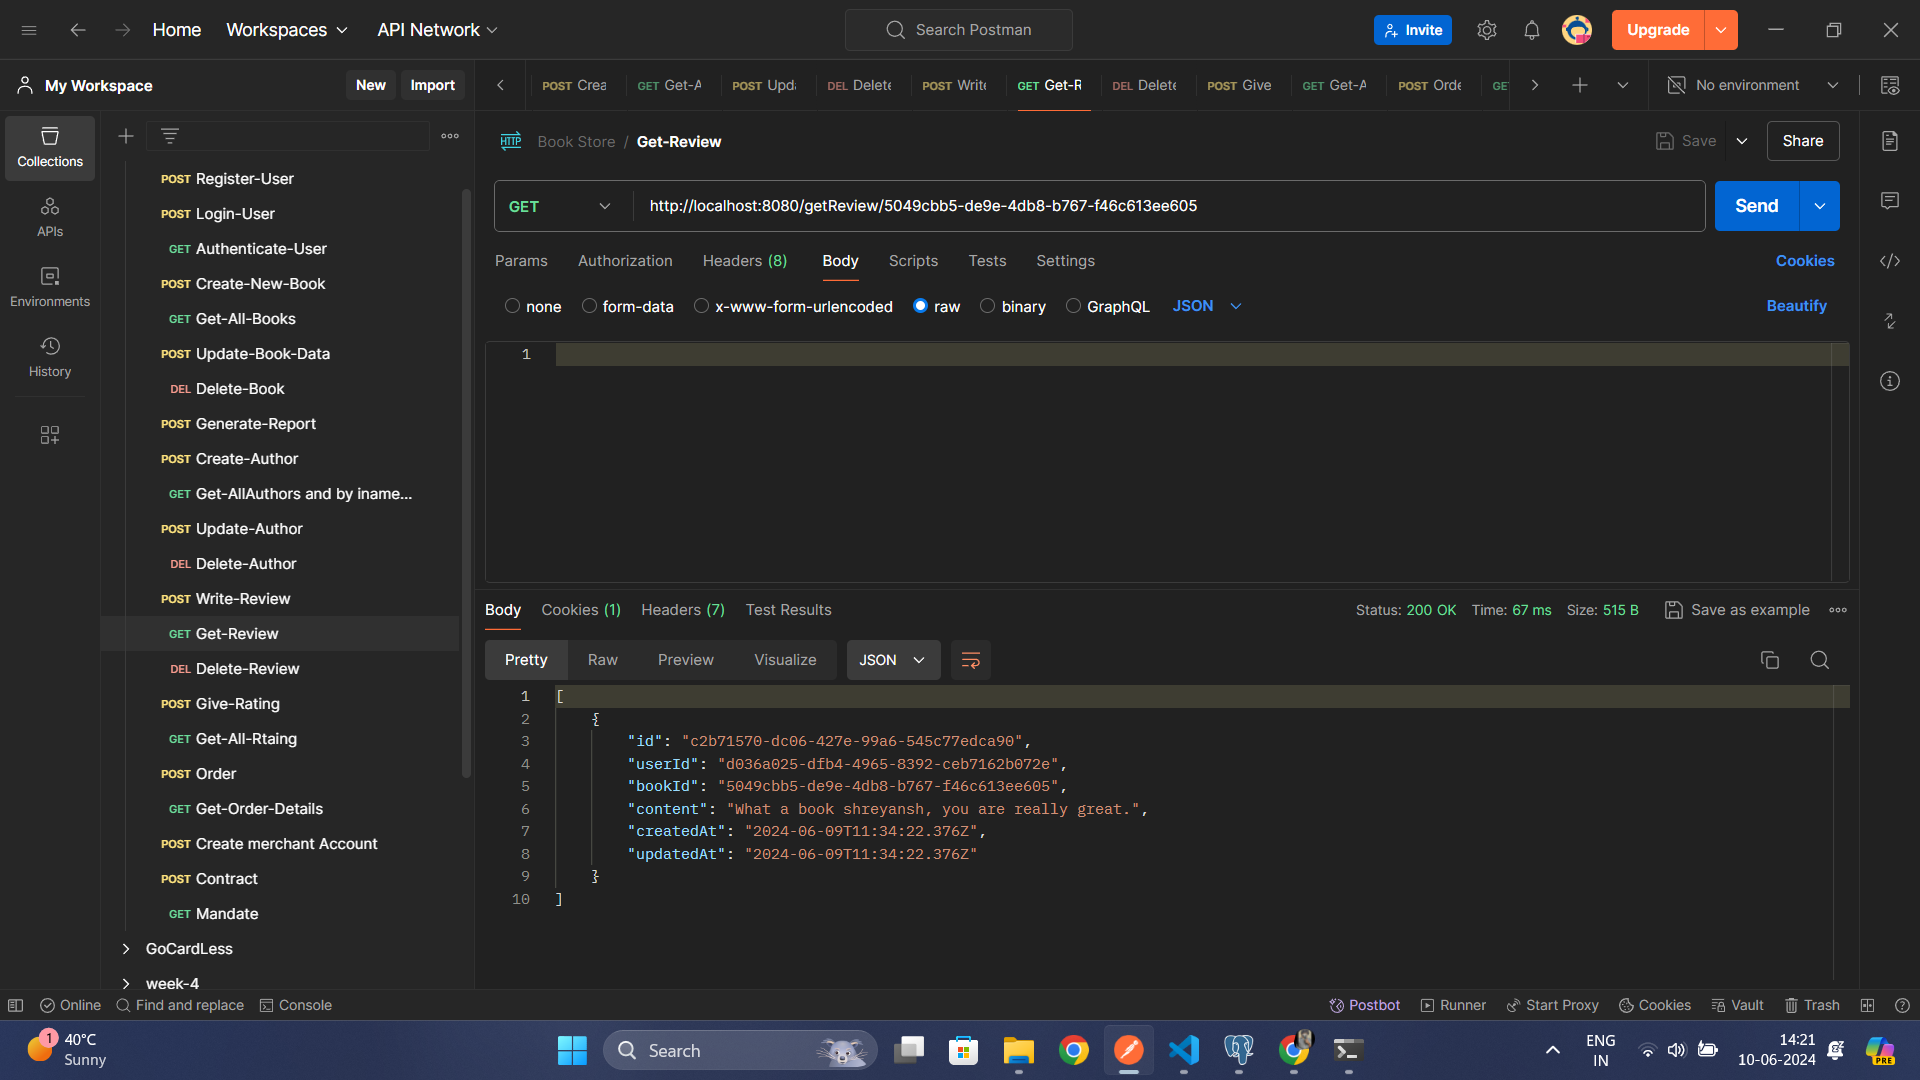 Home Workspaces API Network Search Postman Invite Upgrade
My Workspace New Import POST Crea GET Get-A POST Upda DEL Delete POST Write GET Get-R DEL Delete POST Give GET Get-A POST Orde GE No environment
Collections
APIs
Environments
History
POST Register-User
POST Login-User
GET Authenticate-User
POST Create-New-Book
GET Get-All-Books
POST Update-Book-Data
DEL Delete-Book
POST Generate-Report
POST Create-Author
GET Get-AllAuthors and by iname...
POST Update-Author
DEL Delete-Author
POST Write-Review
GET Get-Review
DEL Delete-Review
POST Give-Rating
GET Get-All-Rtaing
POST Order
GET Get-Order-Details
POST Create merchant Account
POST Contract
GET Mandate
GoCardLess
week-4
HTTP Book Store / Get-Review Save Share
GET http://localhost:8080/getReview/5049cbb5-de9e-4db8-b767-f46c613ee605 Send
Params Authorization Headers (8) Body Scripts Tests Settings Cookies
none form-data x-www-form-urlencoded raw binary GraphQL JSON Beautify
1
Body Cookies (1) Headers (7) Test Results Status: 200 OK Time: 67 ms Size: 515 B Save as example
Pretty Raw Preview Visualize JSON
1 [
2 {
3 "id": "c2b71570-dc06-427e-99a6-545c77edca90",
4 "userId": "d036a025-dfb4-4965-8392-ceb7162b072e",
5 "bookId": "5049cbb5-de9e-4db8-b767-f46c613ee605",
6 "content": "What a book shreyansh, you are really great.",
7 "createdAt": "2024-06-09T11:34:22.376Z",
8 "updatedAt": "2024-06-09T11:34:22.376Z"
9 }
10 ]
Online Find and replace Console Postbot Runner Start Proxy Cookies Vault Trash
1 40°C
Sunny
Search
ENG
IN
14:21
10-06-2024
PRE